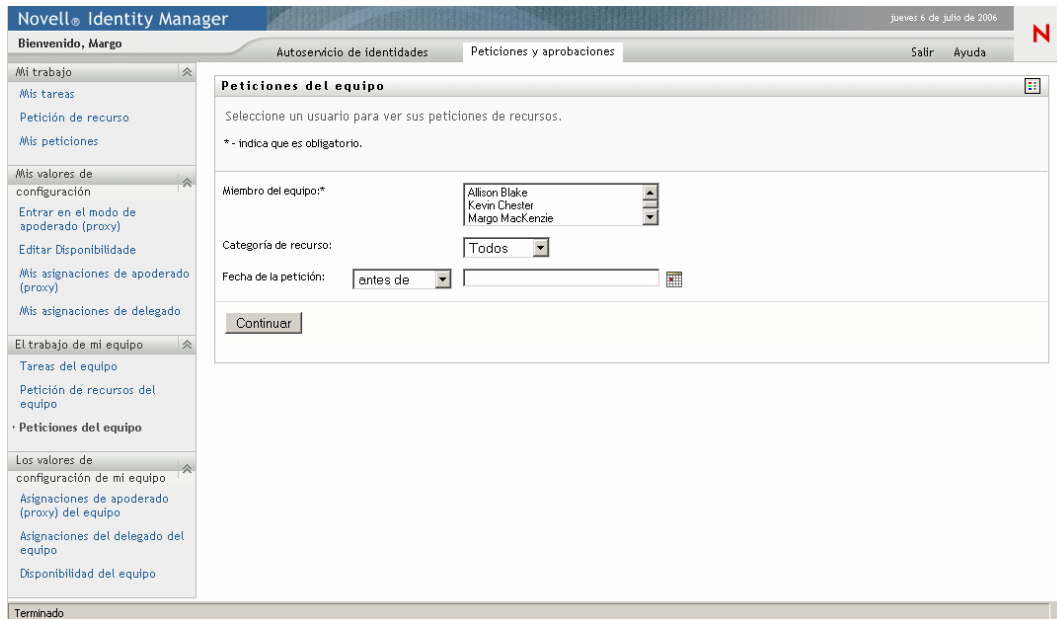 Novell® Identity Manager
jueves 6 de julio de 2006
N
Bienvenido, Margo
Autoservicio de identidades
Peticiones y aprobaciones
Salir
Ayuda
Mi trabajo
Mis tareas
Petición de recurso
Mis peticiones
Mis valores de
configuración
Entrar en el modo de
apoderado (proxy)
Editar Disponibilidade
Mis asignaciones de apoderado
(proxy)
Mis asignaciones de delegado
El trabajo de mi equipo
Tareas del equipo
Petición de recursos del
equipo
Peticiones del equipo
Los valores de
configuración de mi equipo
Asignaciones de apoderado
(proxy) del equipo
Asignaciones del delegado del
equipo
Disponibilidad del equipo
Peticiones del equipo
Seleccione un usuario para ver sus peticiones de recursos.
* - indica que es obligatorio.
Miembro del equipo:*
Allison Blake
Kevin Chester
Margo MacKenzie
Categoría de recurso:
Todos
Fecha de la petición:
antes de
Continuar
Terminado